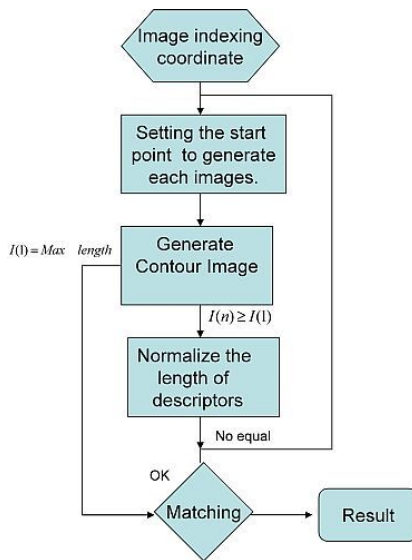 Image indexing
coordinate
Setting the start
point to generate
each images.
I(1) = Max length
Generate
Contour Image
I(n) ≥ I(1)
Normalize the
length of
descriptors
No equal
OK
Matching
Result